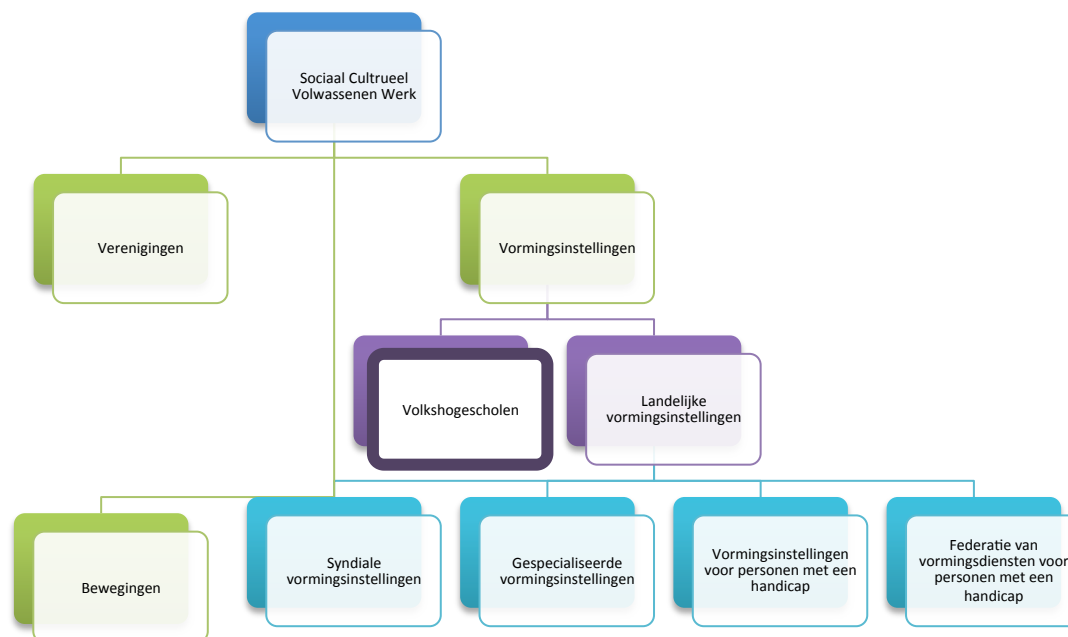 Sociaal Cultrueel
Volwassenen Werk
Verenigingen
Vormingsinstellingen
Volkshogescholen
Landelijke
vormingsinstellingen
Bewegingen
Syndiale
vormingsinstellingen
Gespecialiseerde
vormingsinstellingen
Vormingsinstellingen
voor personen met een
handicap
Federatie van
vormingsdiensten voor
personen met een
handicap